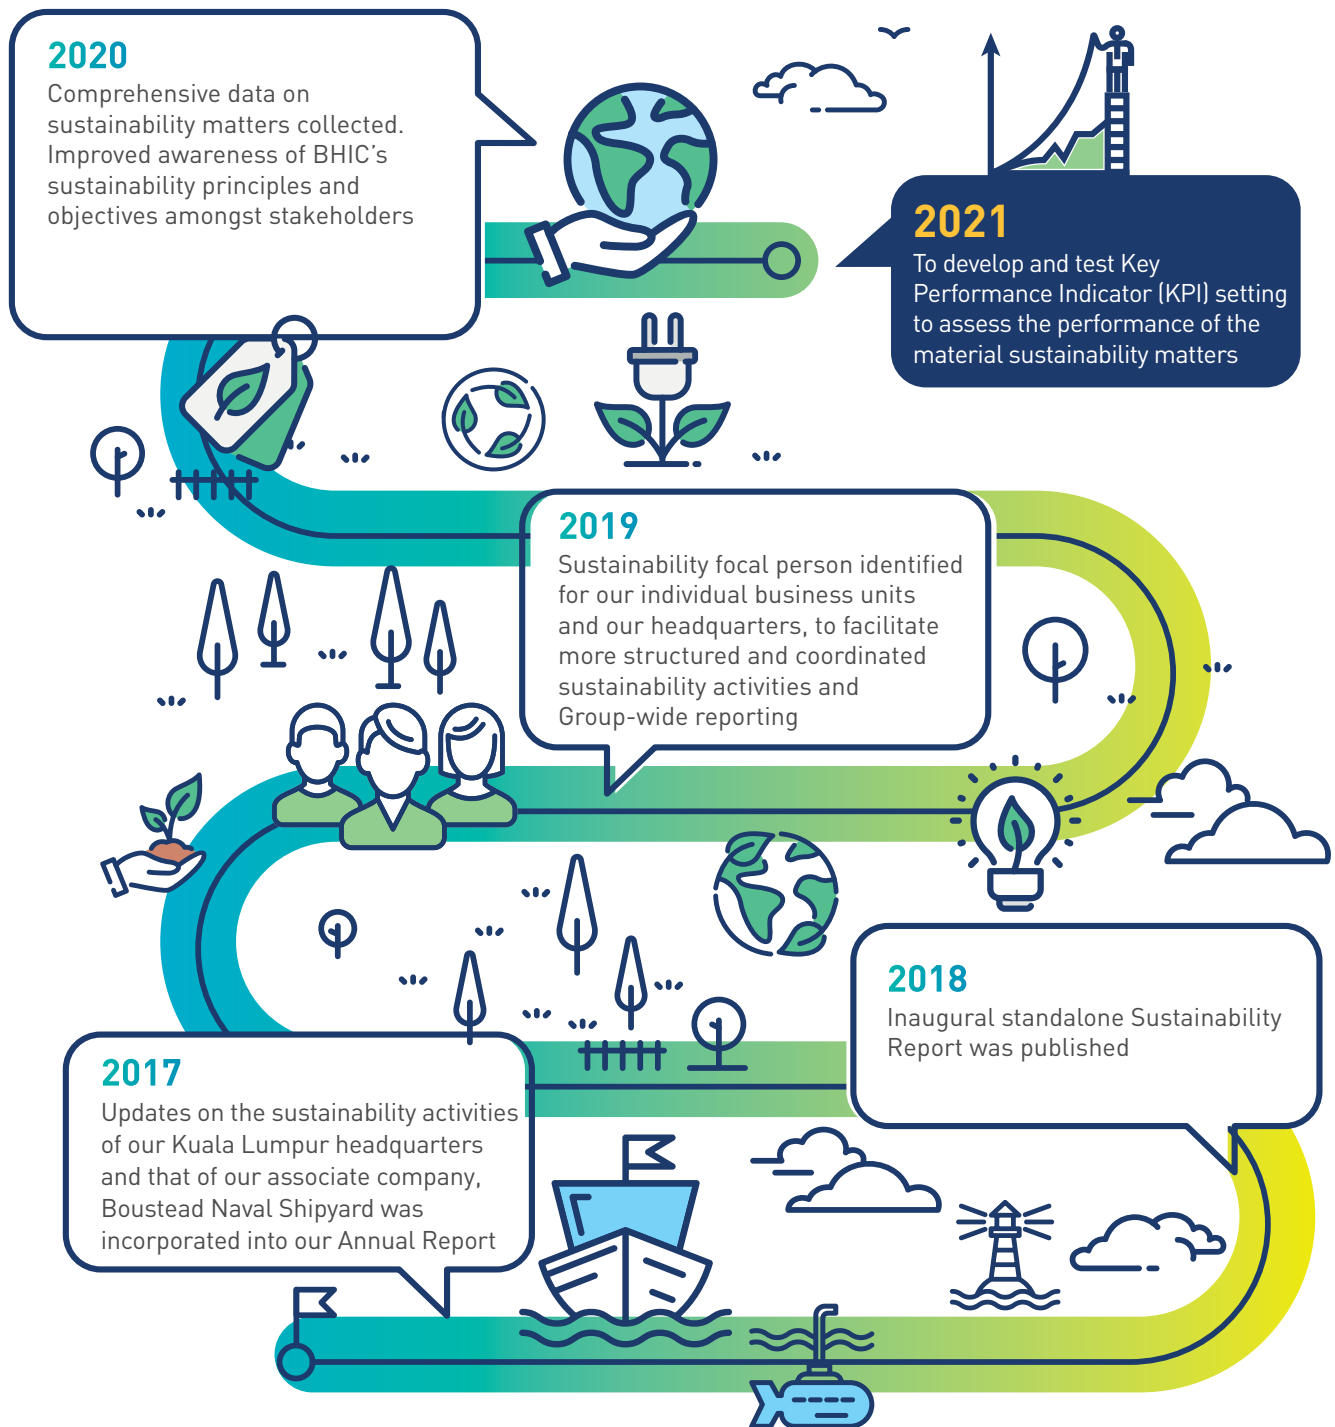 2020
Comprehensive data on
sustainability matters collected.
Improved awareness of BHIC's
sustainability principles and
objectives amongst stakeholders
2021
To develop and test Key
Performance Indicator (KPI) setting
to assess the performance of the
material sustainability matters
2019
Sustainability focal person identified
for our individual business units
and our headquarters, to facilitate
more structured and coordinated
sustainability activities and
Group-wide reporting
2018
Inaugural standalone Sustainability
Report was published
2017
Updates on the sustainability activities
of our Kuala Lumpur headquarters
and that of our associate company,
Boustead Naval Shipyard was
incorporated into our Annual Report